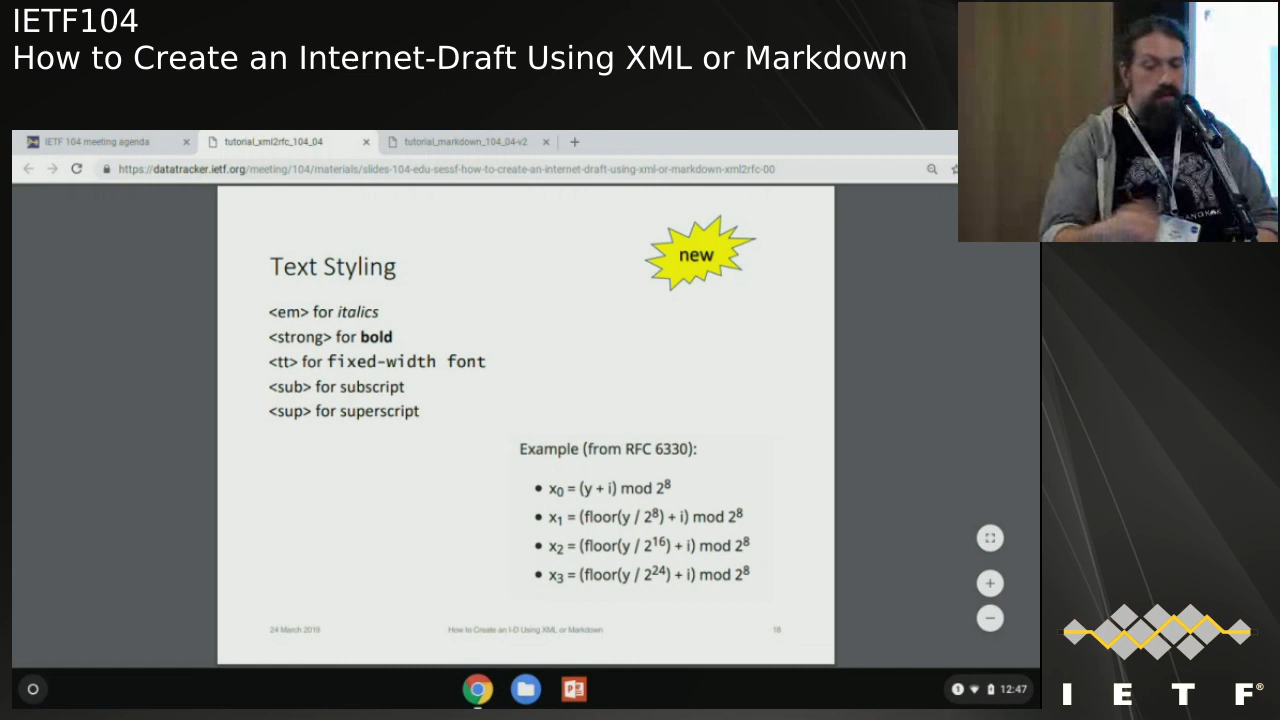 IETF104
How to Create an Internet-Draft Using XML or Markdown
IETF 104 meeting agenda
tutorial_xml2rfc_104_04
tutorial_markdown_104_04-v2
https://datatracker.ietf.org/meeting/104/materials/slides-104-edu-sessf-how-to-create-an-internet-draft-using-xml-or-markdown-xml2rfc-00
new
Text Styling
<em> for italics
<strong> for bold
<tt> for fixed-width font
<sub> for subscript
<sup> for superscript
Example (from RFC 6330):
• x₀ = (y + i) mod 2⁸
• x₁ = (floor(y / 2⁸) + i) mod 2⁸
• x₂ = (floor(y / 2¹⁶) + i) mod 2⁸
• x₃ = (floor(y / 2²⁴) + i) mod 2⁸
24 March 2019
How to Create an I-D Using XML or Markdown
18
12:47
I E T F®